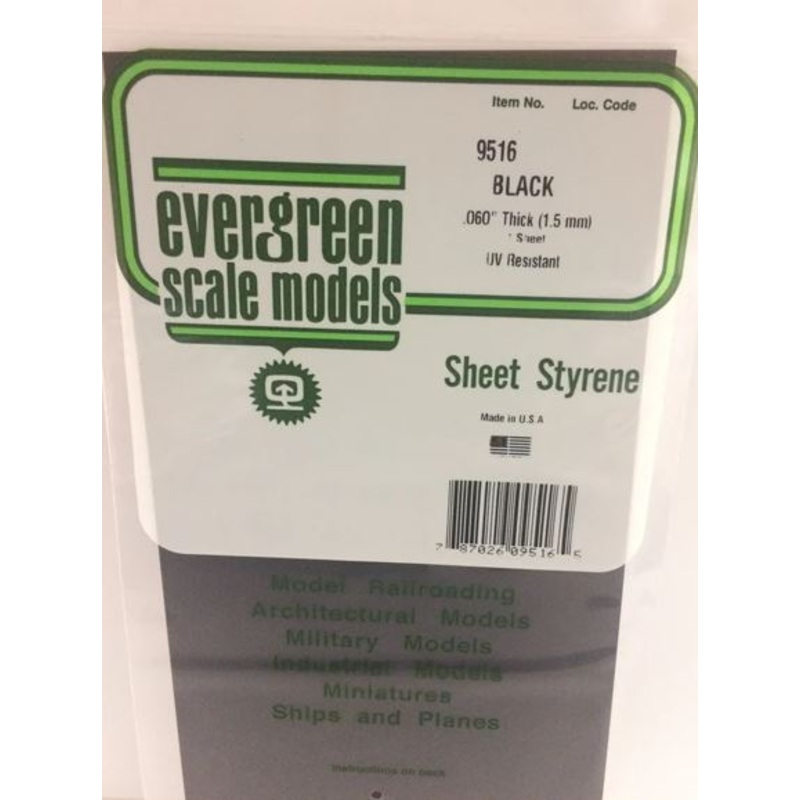 Item No. Loc. Code
9516
BLACK
.060" Thick (1.5 mm)
Sheet
UV Resistant
evergreen
scale models
Sheet Styrene
Made in U.S.A
7 87026 09516 5
Model Railroading
Architectural Models
Military Models
Industrial Models
Miniatures
Ships and Planes
Instructions on back